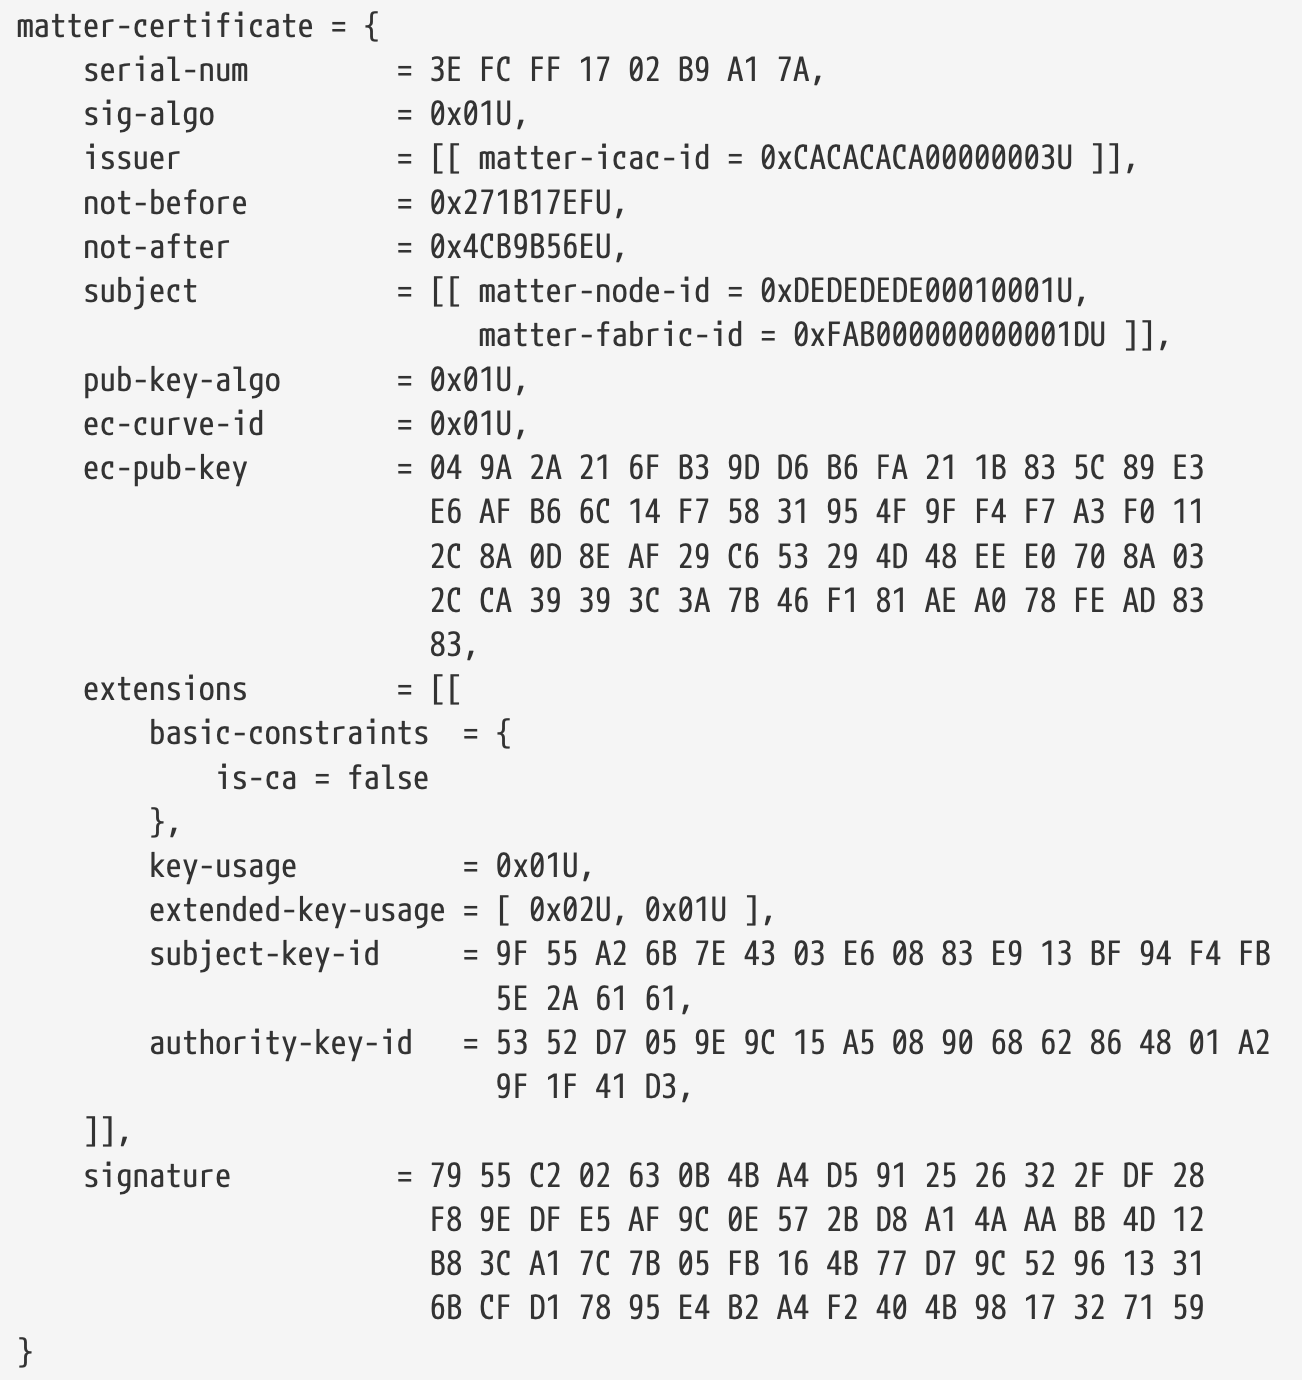 matter-certificate = {
    serial-num         = 3E FC FF 17 02 B9 A1 7A,
    sig-algo           = 0x01U,
    issuer             = [[ matter-icac-id = 0xCACACACA00000003U ]],
    not-before         = 0x271B17EFU,
    not-after          = 0x4CB9B56EU,
    subject            = [[ matter-node-id = 0xDEDEDEDE00010001U,
                            matter-fabric-id = 0xFAB000000000001DU ]],
    pub-key-algo       = 0x01U,
    ec-curve-id        = 0x01U,
    ec-pub-key         = 04 9A 2A 21 6F B3 9D D6 B6 FA 21 1B 83 5C 89 E3
                         E6 AF B6 6C 14 F7 58 31 95 4F 9F F4 F7 A3 F0 11
                         2C 8A 0D 8E AF 29 C6 53 29 4D 48 EE E0 70 8A 03
                         2C CA 39 39 3C 3A 7B 46 F1 81 AE A0 78 FE AD 83
                         83,
    extensions         = [[
        basic-constraints  = {
            is-ca = false
        },
        key-usage          = 0x01U,
        extended-key-usage = [ 0x02U, 0x01U ],
        subject-key-id     = 9F 55 A2 6B 7E 43 03 E6 08 83 E9 13 BF 94 F4 FB
                             5E 2A 61 61,
        authority-key-id   = 53 52 D7 05 9E 9C 15 A5 08 90 68 62 86 48 01 A2
                             9F 1F 41 D3,
    ]],
    signature          = 79 55 C2 02 63 0B 4B A4 D5 91 25 26 32 2F DF 28
                         F8 9E DF E5 AF 9C 0E 57 2B D8 A1 4A AA BB 4D 12
                         B8 3C A1 7C 7B 05 FB 16 4B 77 D7 9C 52 96 13 31
                         6B CF D1 78 95 E4 B2 A4 F2 40 4B 98 17 32 71 59
}